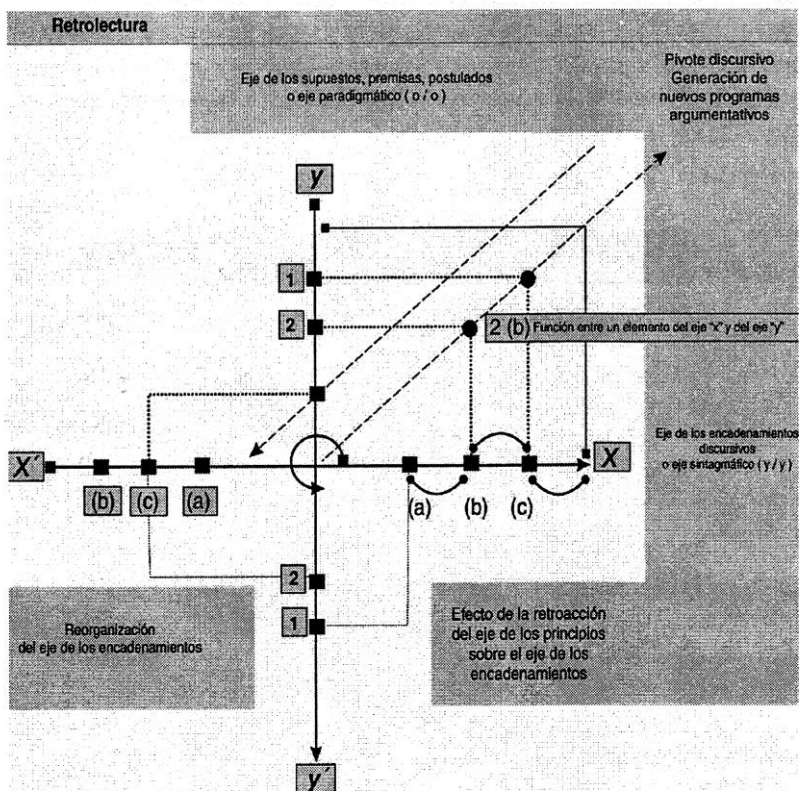 Retrolectura
Eje de los supuestos, premisas, postulados
o eje paradigmático ( o / o )
Pivote discursivo
Generación de
nuevos programas
argumentativos
y
1
2
2 (b) Función entre un elemento del eje "x" y del eje "y"
Eje de los encadenamientos
discursivos
o eje sintagmático ( y / y )
X´
X
(b) (c) (a)
(a) (b) (c)
2
1
Reorganización
del eje de los encadenamientos
Efecto de la retroacción
del eje de los principios
sobre el eje de los
encadenamientos
y´